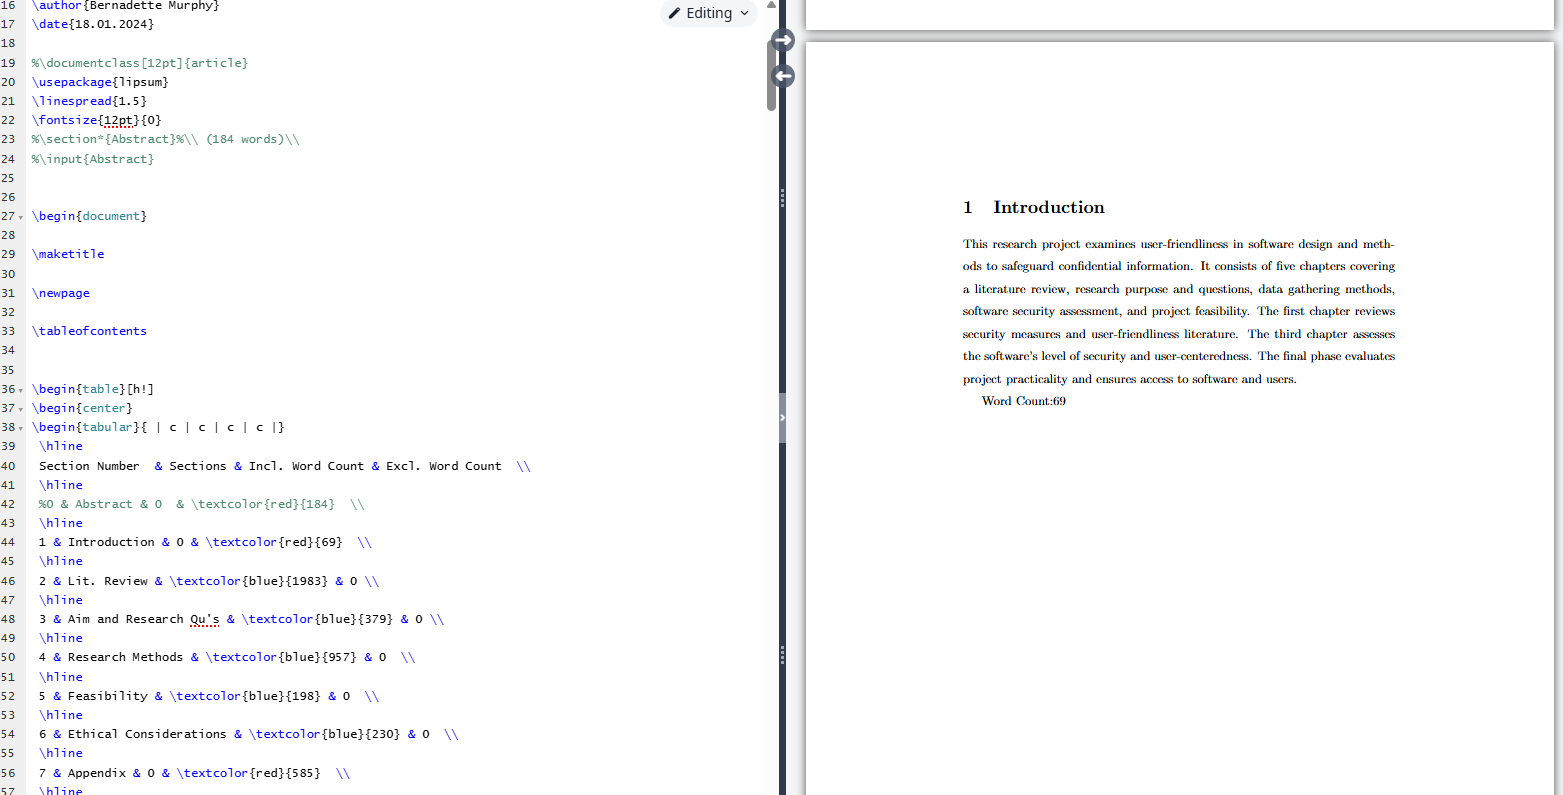 16 \author{Bernadette Murphy}
17 \date{18.01.2024}
18
19 %\documentclass[12pt]{article}
20 \usepackage{lipsum}
21 \linespread{1.5}
22 \fontsize{12pt}{0}
23 %\section*{Abstract}%\\ (184 words)\\
24 %\input{Abstract}
25
26
27 \begin{document}
28
29 \maketitle
30
31 \newpage
32
33 \tableofcontents
34
35
36 \begin{table}[h!]
37 \begin{center}
38 \begin{tabular}{ | c | c | c | c |}
39 \hline
40 Section Number  & Sections & Incl. Word Count & Excl. Word Count  \\
41 \hline
42 %0 & Abstract & 0  & \textcolor{red}{184}  \\
43 \hline
44 1 & Introduction & 0 & \textcolor{red}{69}  \\
45 \hline
46 2 & Lit. Review & \textcolor{blue}{1983} & 0 \\
47 \hline
48 3 & Aim and Research Qu's & \textcolor{blue}{379} & 0 \\
49 \hline
50 4 & Research Methods & \textcolor{blue}{957} & 0  \\
51 \hline
52 5 & Feasibility & \textcolor{blue}{198} & 0  \\
53 \hline
54 6 & Ethical Considerations & \textcolor{blue}{230} & 0  \\
55 \hline
56 7 & Appendix & 0 & \textcolor{red}{585}  \\
57 \hline
Editing
1 Introduction
This research project examines user-friendliness in software design and meth-
ods to safeguard confidential information. It consists of five chapters covering
a literature review, research purpose and questions, data gathering methods,
software security assessment, and project feasibility. The first chapter reviews
security measures and user-friendliness literature. The third chapter assesses
the software's level of security and user-centeredness. The final phase evaluates
project practicality and ensures access to software and users.
Word Count:69